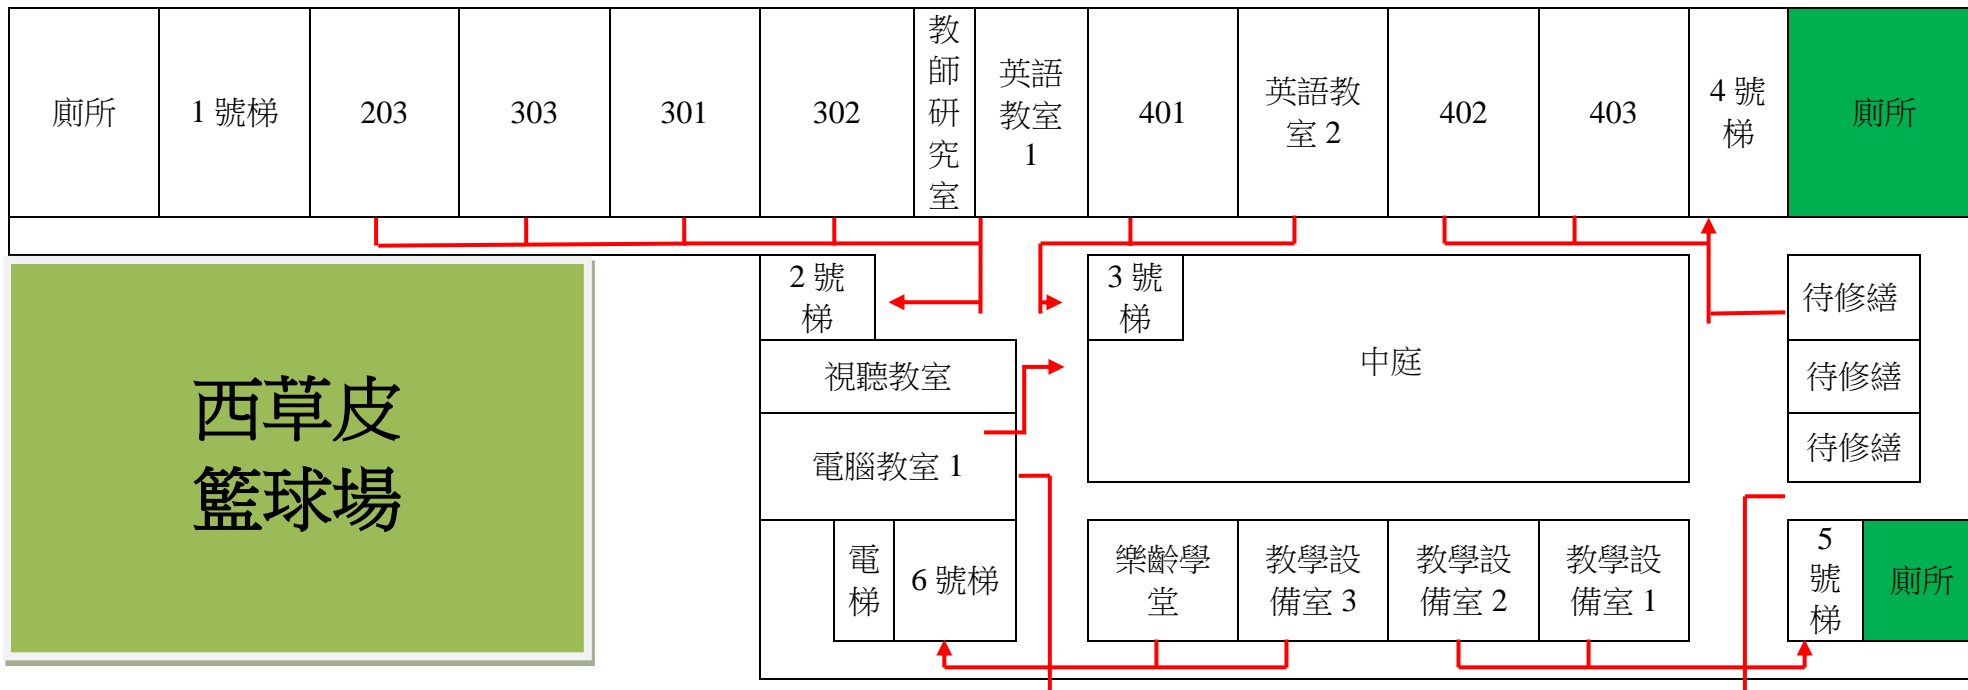 廁所
1 號梯
203
303
301
302
教
師
研
究
室
英語
教室
1
401
英語教
室 2
402
403
4 號
梯
廁所
2 號
梯
3 號
梯
待修繕
視聽教室
中庭
待修繕
西草皮
籃球場
電腦教室 1
待修繕
電
梯
6 號梯
樂齡學
堂
教學設
備室 3
教學設
備室 2
教學設
備室 1
5
號
梯
廁所